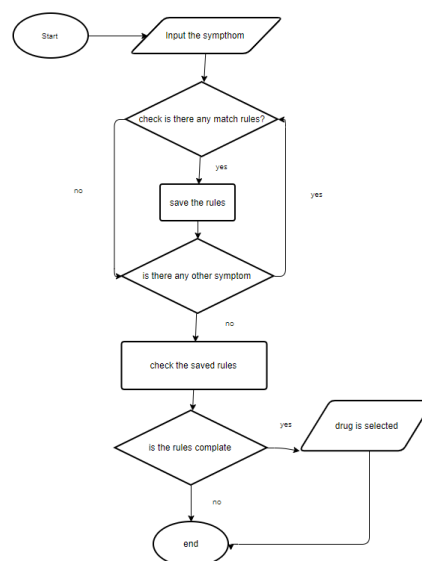 Start
Input the sympthom
check is there any match rules?
yes
no
save the rules
yes
is there any other symptom
no
check the saved rules
yes
drug is selected
is the rules complate
no
end